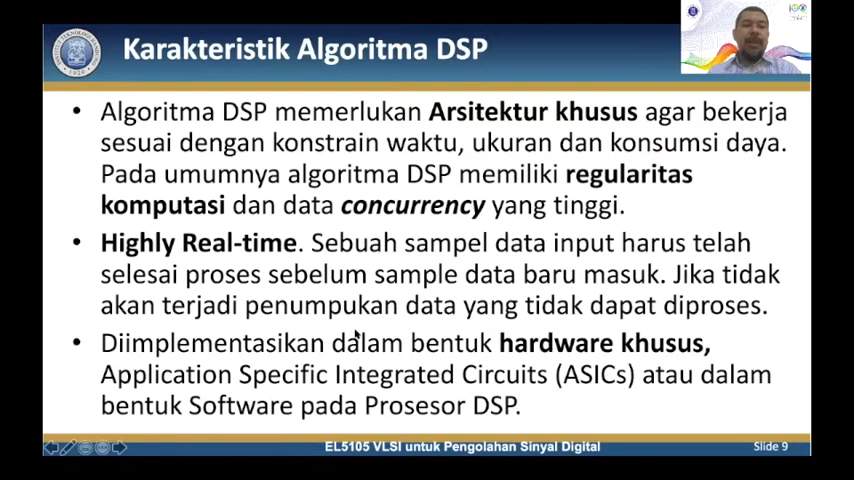 Karakteristik Algoritma DSP
• Algoritma DSP memerlukan Arsitektur khusus agar bekerja
sesuai dengan konstrain waktu, ukuran dan konsumsi daya.
Pada umumnya algoritma DSP memiliki regularitas
komputasi dan data concurrency yang tinggi.
• Highly Real-time. Sebuah sampel data input harus telah
selesai proses sebelum sample data baru masuk. Jika tidak
akan terjadi penumpukan data yang tidak dapat diproses.
• Diimplementasikan dalam bentuk hardware khusus,
Application Specific Integrated Circuits (ASICs) atau dalam
bentuk Software pada Prosesor DSP.
EL5105 VLSI untuk Pengolahan Sinyal Digital
Slide 9